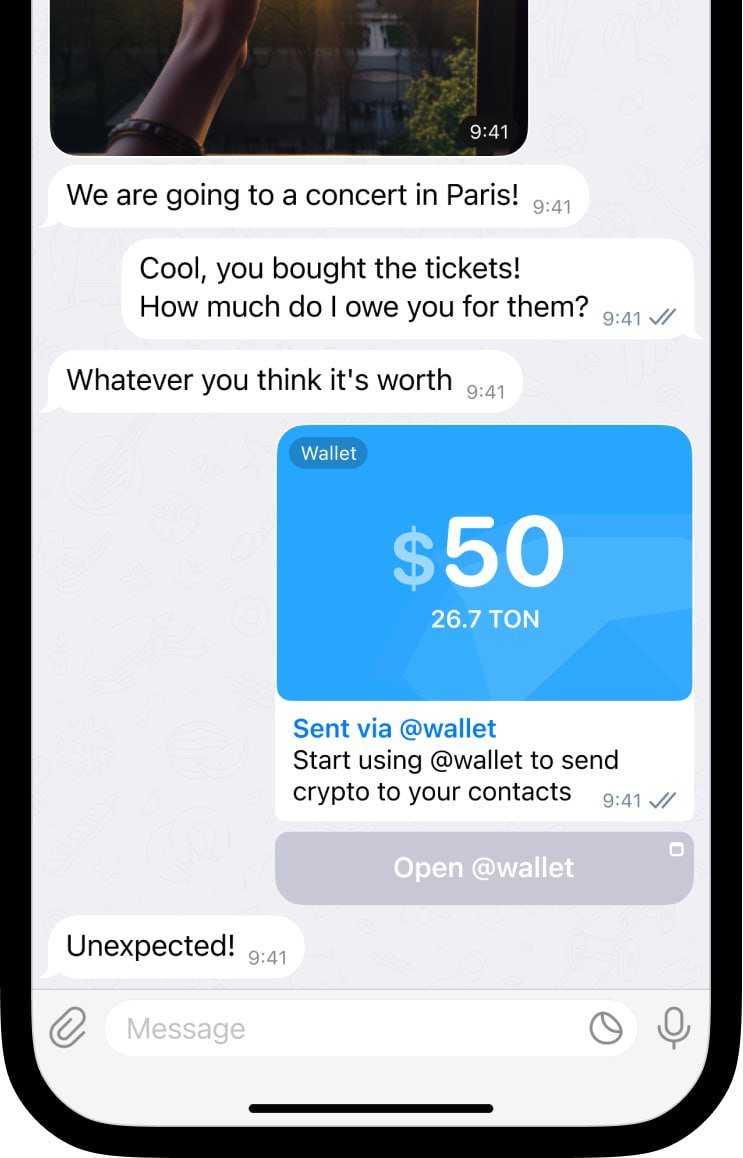 9:41
We are going to a concert in Paris! 9:41
Cool, you bought the tickets!
How much do I owe you for them? 9:41
Whatever you think it's worth 9:41
Wallet
$50
26.7 TON
Sent via @wallet
Start using @wallet to send
crypto to your contacts 9:41
Open @wallet
Unexpected! 9:41
Message